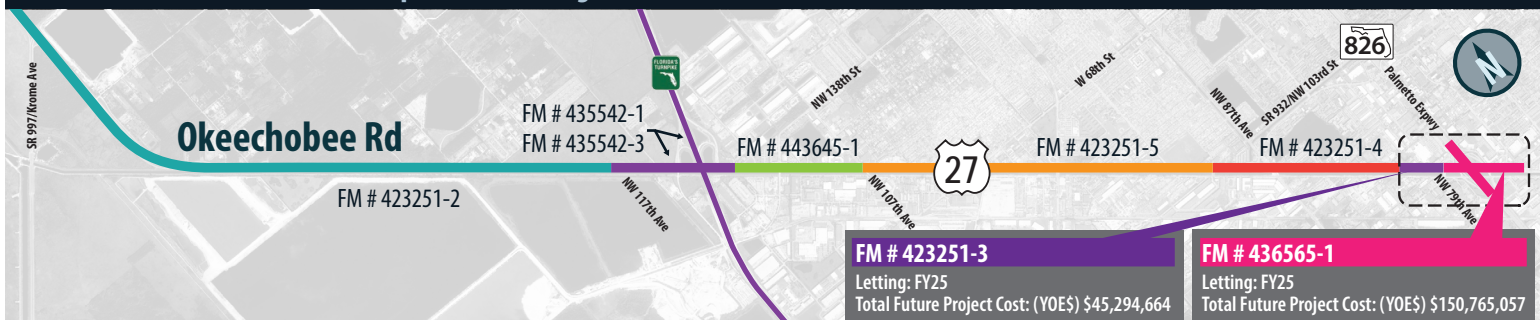 SR 997/Krome Ave
Okeechobee Rd
FM # 423251-2
FM # 435542-1
FM # 435542-3
FLORIDA'S
TURNPIKE
NW 117th Ave
FM # 443645-1
NW 138th St
NW 107th Ave
27
FM # 423251-5
W 68th St
NW 87th Ave
SR 932/NW 103rd St
FM # 423251-4
826
Palmetto Expwy
N
NW 79th Ave
FM # 423251-3
Letting: FY25
Total Future Project Cost: (YOE$) $45,294,664
FM # 436565-1
Letting: FY25
Total Future Project Cost: (YOE$) $150,765,057